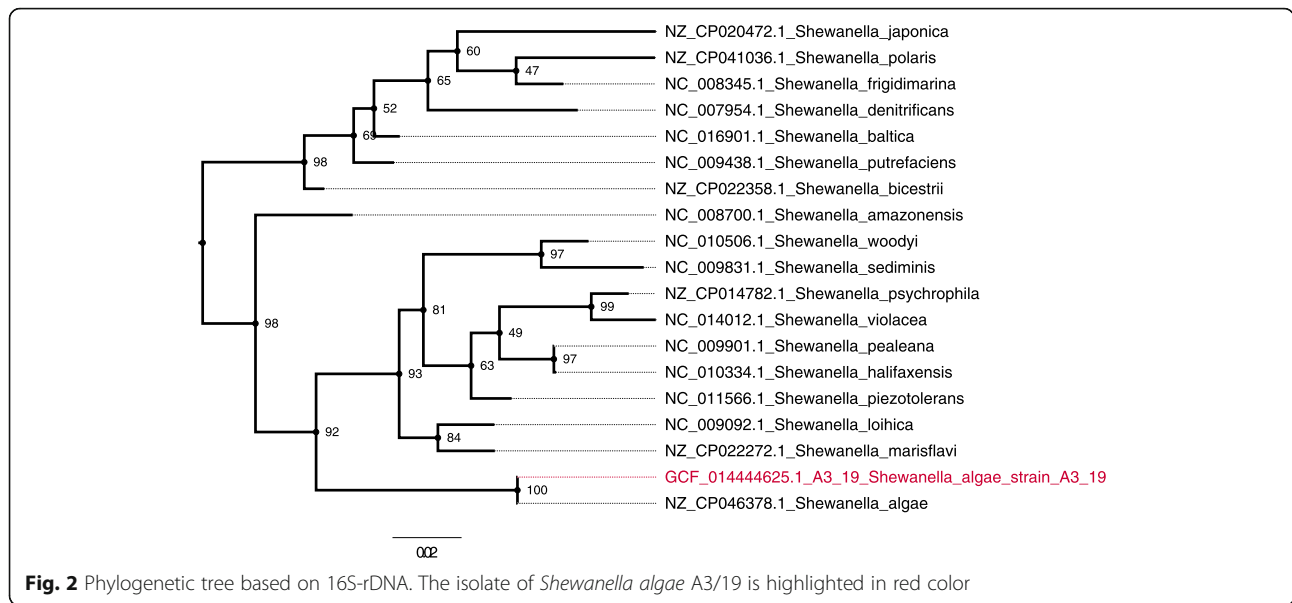 NZ_CP020472.1_Shewanella_japonica
60
NZ_CP041036.1_Shewanella_polaris
47
65
NC_008345.1_Shewanella_frigidimarina
52
NC_007954.1_Shewanella_denitrificans
69
NC_016901.1_Shewanella_baltica
98
NC_009438.1_Shewanella_putrefaciens
NZ_CP022358.1_Shewanella_bicestrii
NC_008700.1_Shewanella_amazonensis
NC_010506.1_Shewanella_woodyi
97
NC_009831.1_Shewanella_sediminis
NZ_CP014782.1_Shewanella_psychrophila
81
99
98
NC_014012.1_Shewanella_violacea
49
NC_009901.1_Shewanella_pealeana
97
63
93
NC_010334.1_Shewanella_halifaxensis
NC_011566.1_Shewanella_piezotolerans
NC_009092.1_Shewanella_loihica
92
84
NZ_CP022272.1_Shewanella_marisflavi
GCF_014444625.1_A3_19_Shewanella_algae_strain_A3_19
100
NZ_CP046378.1_Shewanella_algae
0.02
Fig. 2 Phylogenetic tree based on 16S-rDNA. The isolate of Shewanella algae A3/19 is highlighted in red color